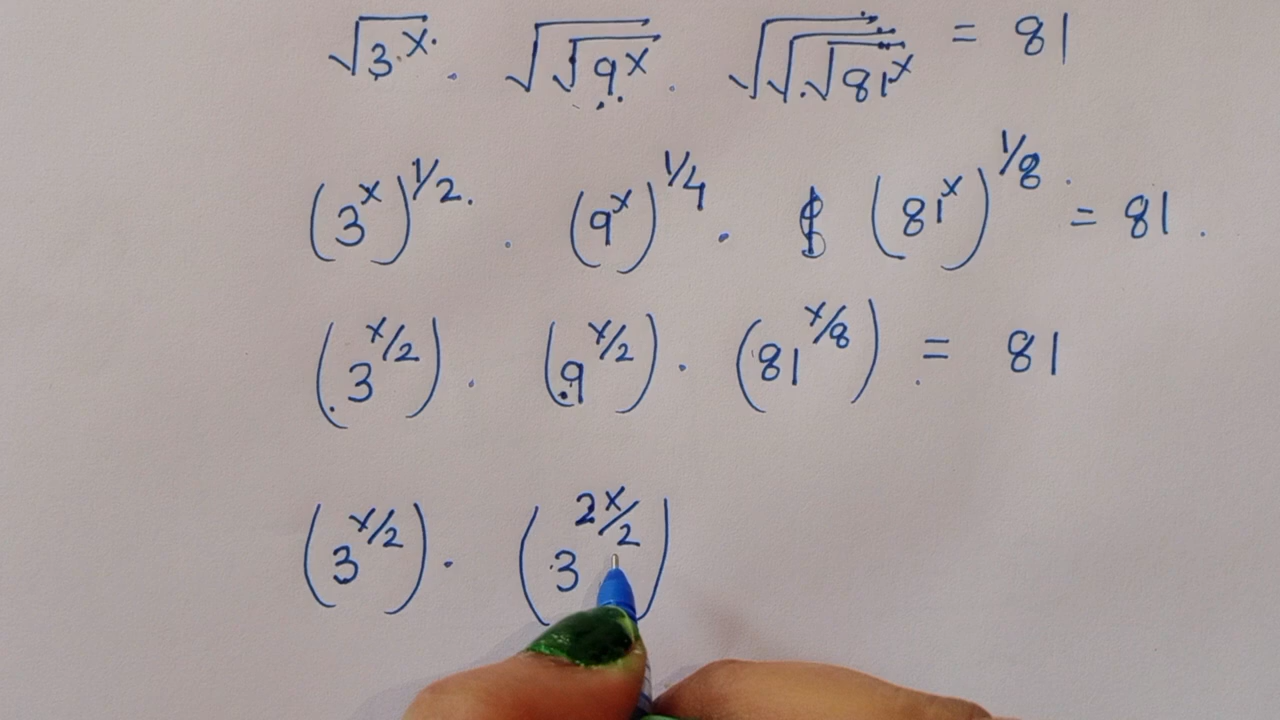 √3^x . √√9^x . √√√81^x = 81
(3^x)^1/2 . (9^x)^1/4 . (81^x)^1/8 = 81
(3^x/2) . (9^x/2) . (81^x/8) = 81
(3^x/2) . (3^2x/2)